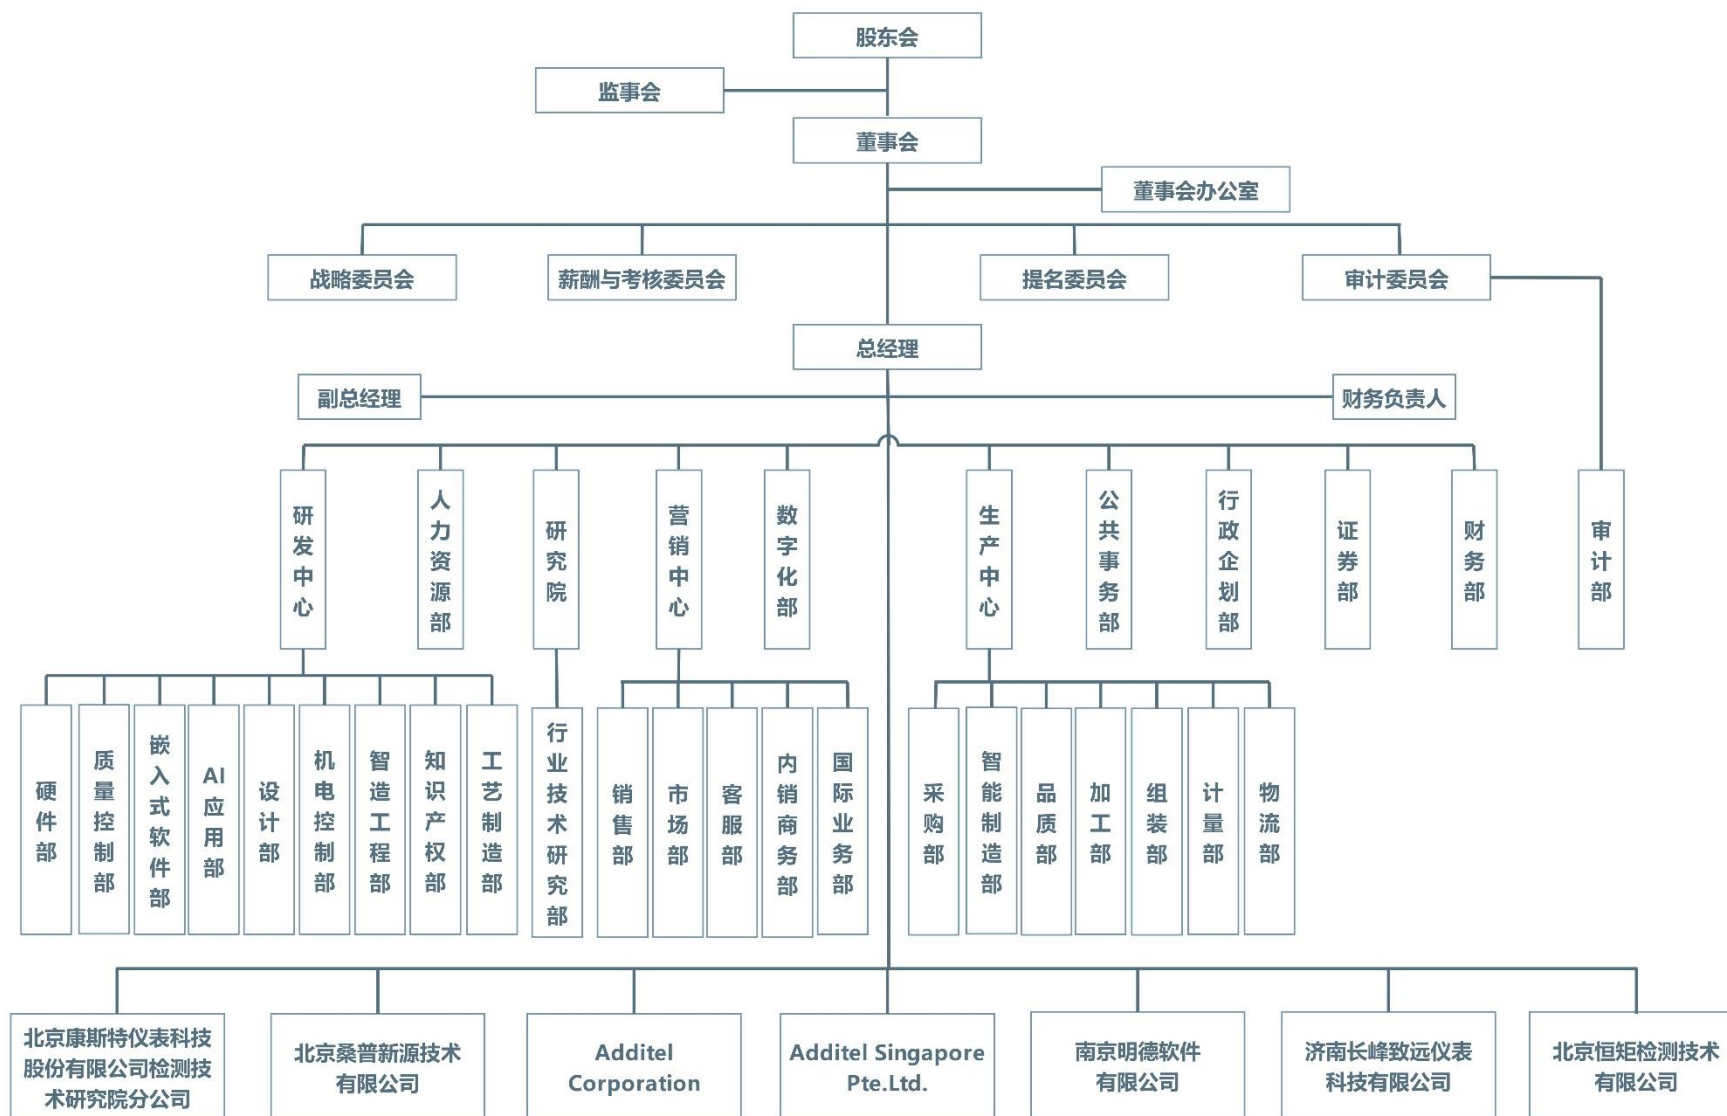 股东会
监事会
董事会
董事会办公室
战略委员会
薪酬与考核委员会
提名委员会
审计委员会
总经理
副总经理
财务负责人
研发中心
人力资源部
研究院
营销中心
数字化部
生产中心
公共事务部
行政企划部
证券部
财务部
审计部
硬件部
质量控制部
嵌入式软件部
AI应用部
设计部
机电控制部
智造工程部
知识产权部
工艺制造部
行业技术研究部
销售部
市场部
客服部
内销商务部
国际业务部
采购部
智能制造部
品质部
加工部
组装部
计量部
物流部
北京康斯特仪表科技
股份有限公司检测技
术研究院分公司
北京桑普新源技术
有限公司
Additel
Corporation
Additel Singapore
Pte.Ltd.
南京明德软件
有限公司
济南长峰致远仪表
科技有限公司
北京恒矩检测技术
有限公司